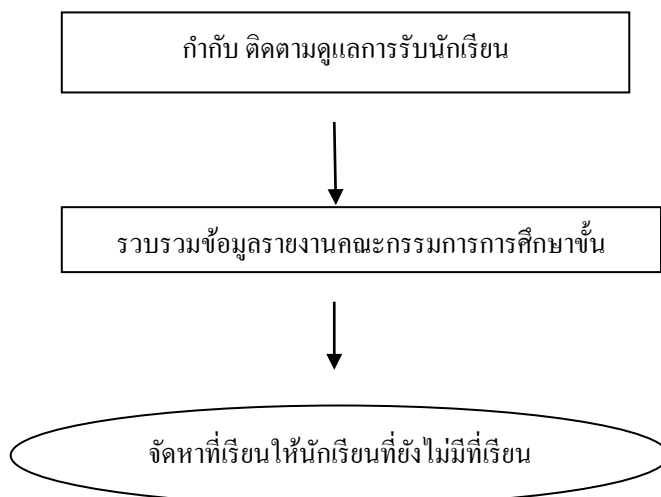 กำกับ ติดตามดูแลการรับนักเรียน
รวบรวมข้อมูลรายงานคณะกรรมการการศึกษาขั้น
จัดหาที่เรียนให้นักเรียนที่ยังไม่มีที่เรียน